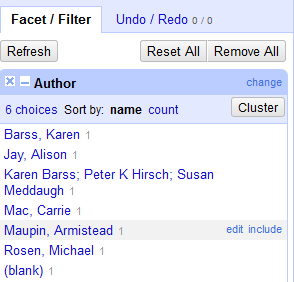 Facet / Filter Undo / Redo 0 / 0
Refresh Reset All Remove All
Author change
6 choices Sort by: name count Cluster
Barss, Karen 1
Jay, Alison 1
Karen Barss; Peter K Hirsch; Susan
Meddaugh 1
Mac, Carrie 1
Maupin, Armistead 1 edit include
Rosen, Michael 1
(blank) 1